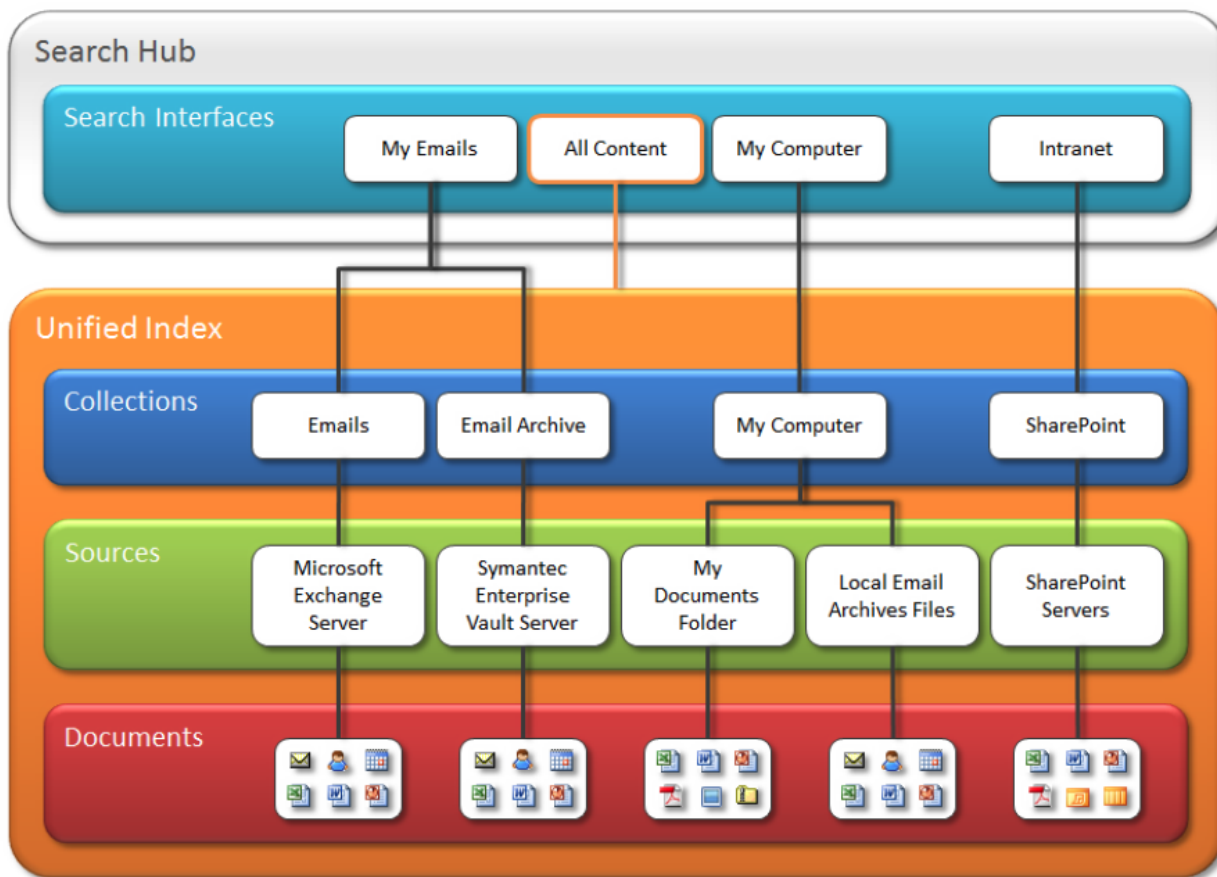 Search Hub
Search Interfaces
My Emails
All Content
My Computer
Intranet
Unified Index
Collections
Emails
Email Archive
My Computer
SharePoint
Sources
Microsoft
Exchange
Server
Symantec
Enterprise
Vault Server
My
Documents
Folder
Local Email
Archives Files
SharePoint
Servers
Documents